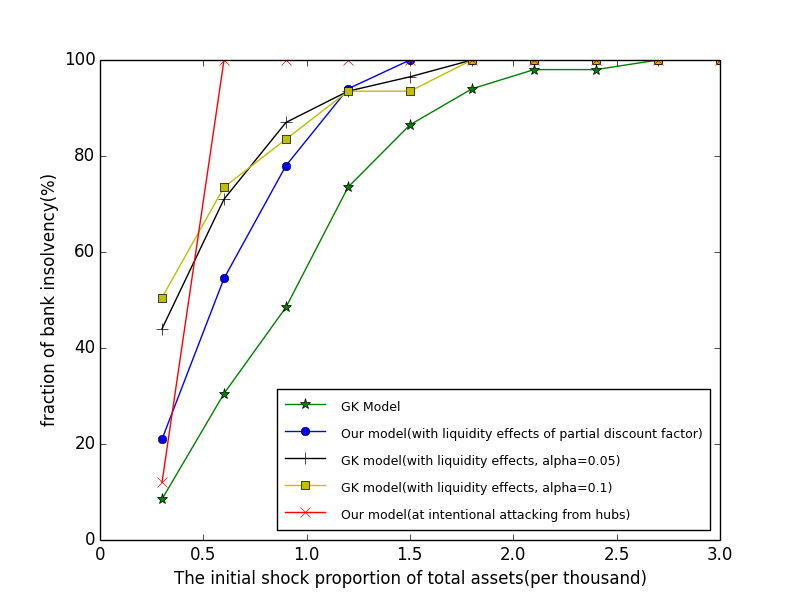 100
80
60
40
20
0
fraction of bank insolvency(%)
GK Model
Our model(with liquidity effects of partial discount factor)
GK model(with liquidity effects, alpha=0.05)
GK model(with liquidity effects, alpha=0.1)
Our model(at intentional attacking from hubs)
0 0.5 1.0 1.5 2.0 2.5 3.0
The initial shock proportion of total assets(per thousand)